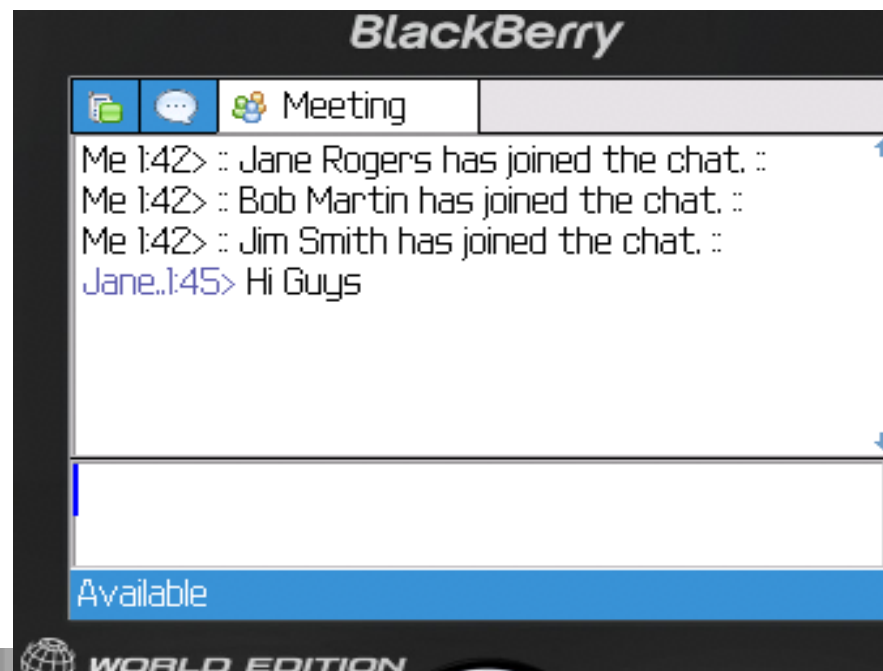 BlackBerry
Meeting
Me 1:42> :: Jane Rogers has joined the chat. ::
Me 1:42> :: Bob Martin has joined the chat. ::
Me 1:42> :: Jim Smith has joined the chat. ::
Jane..1:45> Hi Guys
Available
WORLD EDITION